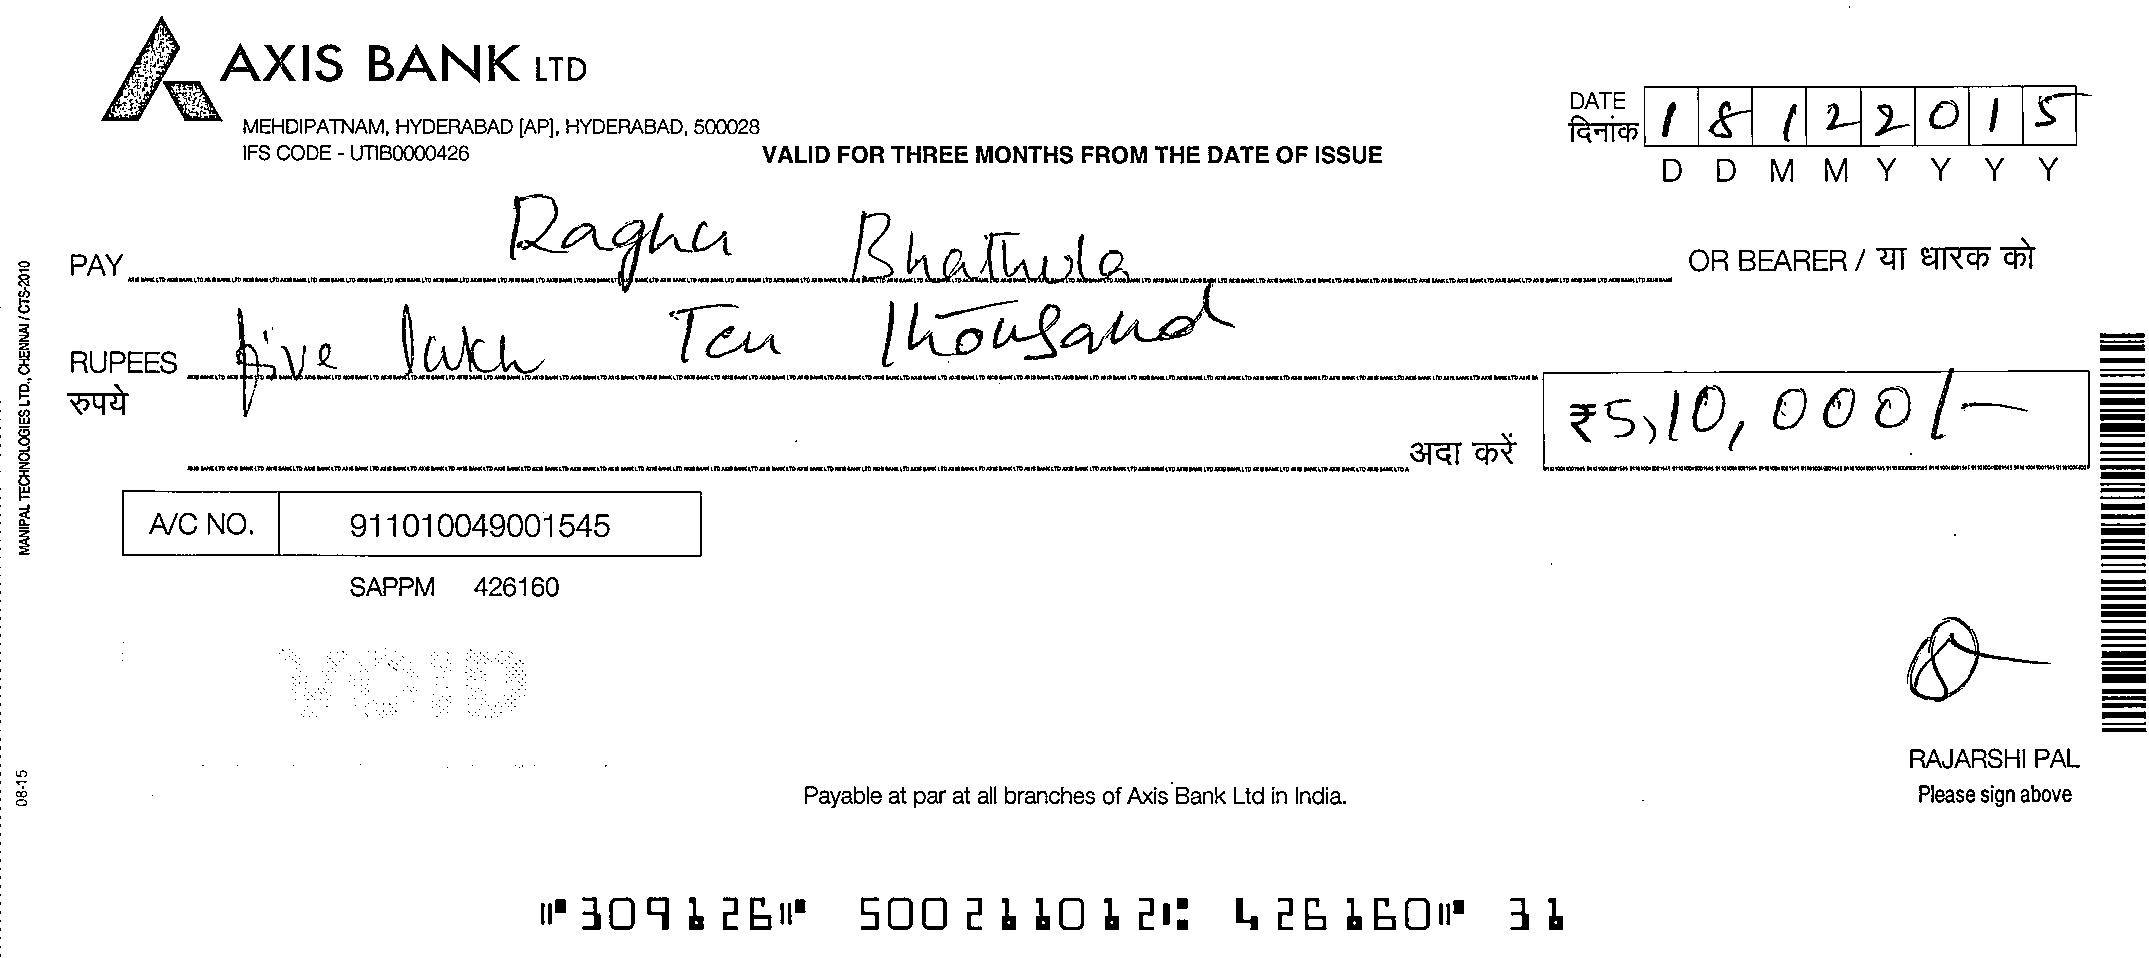 AXIS BANK LTD
MEHDIPATNAM, HYDERABAD [AP], HYDERABAD, 500028
IFS CODE - UTIB0000426
VALID FOR THREE MONTHS FROM THE DATE OF ISSUE
DATE
दिनांक 1 8 1 2 2 0 1 5
D D M M Y Y Y Y
PAY Raghu Bhathula OR BEARER / या धारक को
RUPEES five lakh Ten Thousand
रुपये
अदा करें ₹5,10,000/-
A/C NO. 911010049001545
SAPPM 426160
VOID
RAJARSHI PAL
Please sign above
Payable at par at all branches of Axis Bank Ltd in India.
⑈309126⑈ 500211012⑆ 426160⑈ 31
MANIPAL TECHNOLOGIES LTD., CHENNAI / CTS-2010
08-15